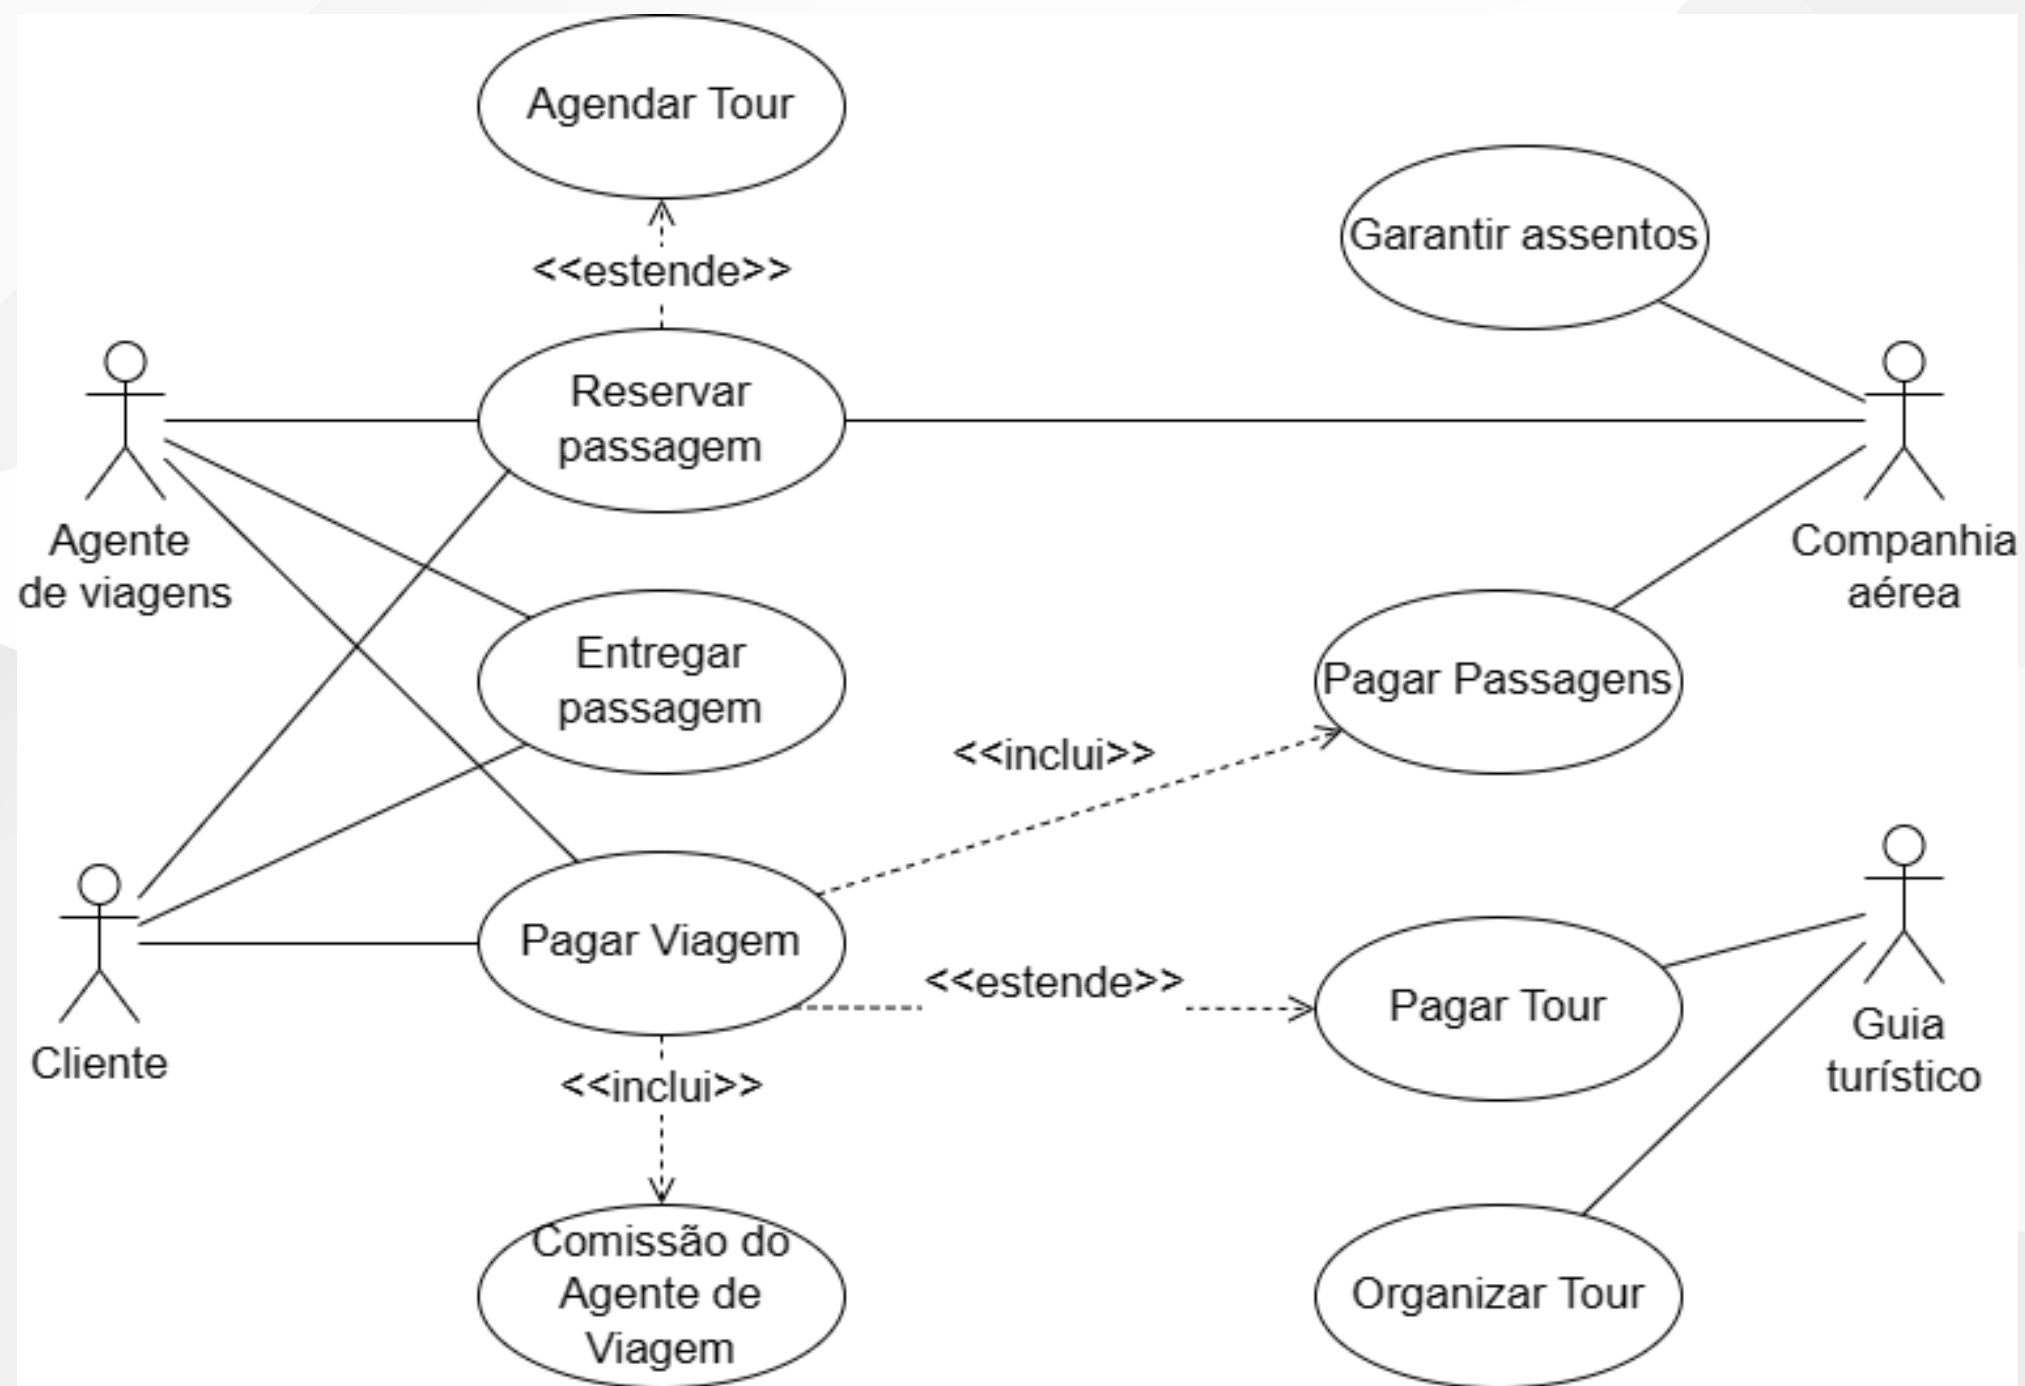 Agendar Tour
Garantir assentos
<<estende>>
Reservar
passagem
Agente
de viagens
Companhia
aérea
Entregar
passagem
Pagar Passagens
<<inclui>>
Pagar Viagem
<<estende>>
Pagar Tour
Guia
turístico
Cliente
<<inclui>>
Comissão do
Agente de
Viagem
Organizar Tour